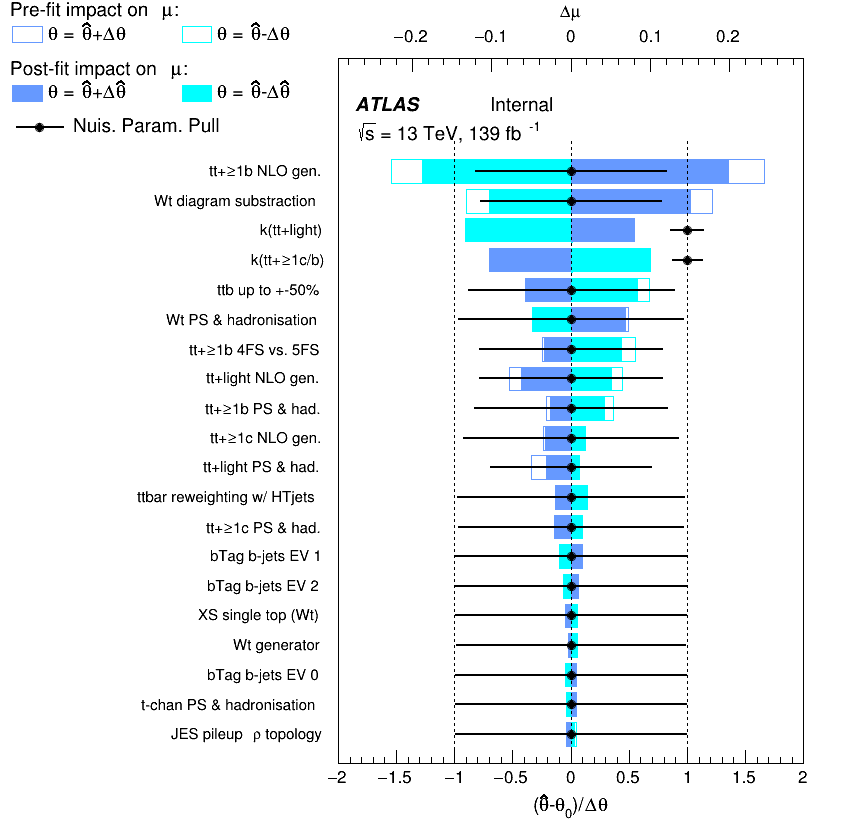 Pre-fit impact on μ:
θ = θ̂+Δθ θ = θ̂-Δθ
Post-fit impact on μ:
θ = θ̂+Δθ̂ θ = θ̂-Δθ̂
Nuis. Param. Pull
Δμ
−0.2 −0.1 0 0.1 0.2
ATLAS Internal
√s = 13 TeV, 139 fb⁻¹
tt+≥1b NLO gen.
Wt diagram substraction
k(tt+light)
k(tt+≥1c/b)
ttb up to +-50%
Wt PS & hadronisation
tt+≥1b 4FS vs. 5FS
tt+light NLO gen.
tt+≥1b PS & had.
tt+≥1c NLO gen.
tt+light PS & had.
ttbar reweighting w/ HTjets
tt+≥1c PS & had.
bTag b-jets EV 1
bTag b-jets EV 2
XS single top (Wt)
Wt generator
bTag b-jets EV 0
t-chan PS & hadronisation
JES pileup ρ topology
−2 −1.5 −1 −0.5 0 0.5 1 1.5 2
(θ̂-θ₀)/Δθ